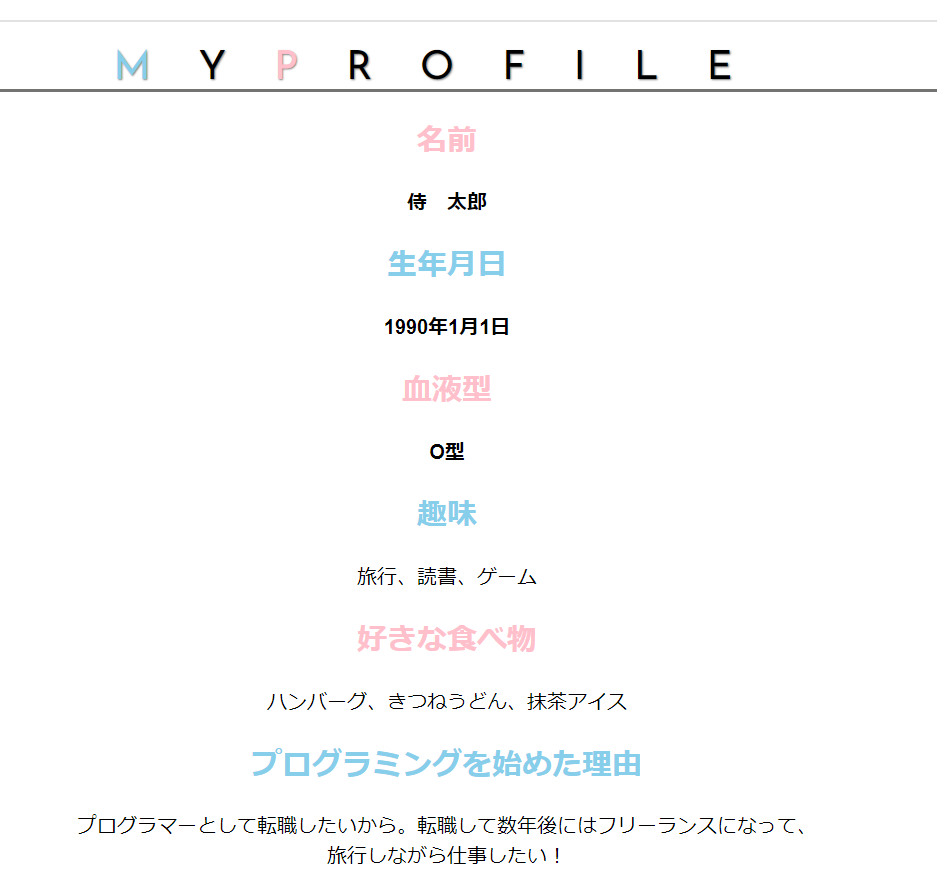 MY PROFILE
名前
侍　太郎
生年月日
1990年1月1日
血液型
O型
趣味
旅行、読書、ゲーム
好きな食べ物
ハンバーグ、きつねうどん、抹茶アイス
プログラミングを始めた理由
プログラマーとして転職したいから。転職して数年後にはフリーランスになって、
旅行しながら仕事したい！